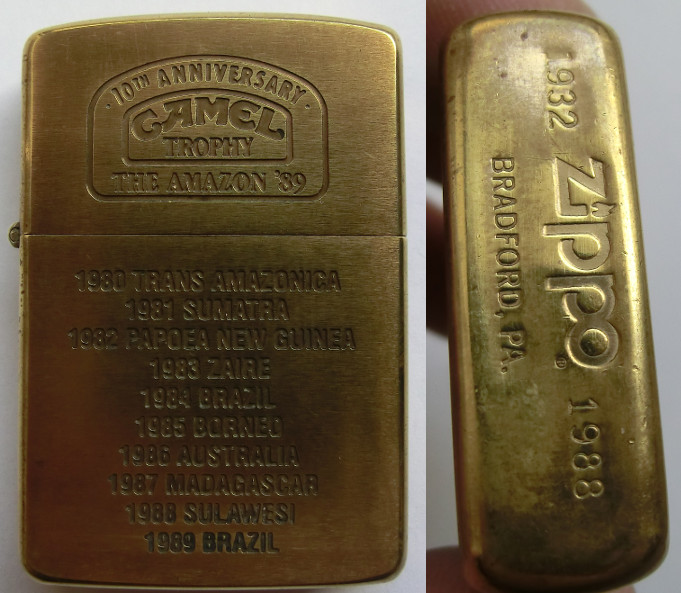 · 10TH ANNIVERSARY ·
CAMEL
TROPHY
THE AMAZON '89
1980 TRANS AMAZONICA
1981 SUMATRA
1982 PAPOEA NEW GUINEA
1983 ZAIRE
1984 BRAZIL
1985 BORNEO
1986 AUSTRALIA
1987 MADAGASCAR
1988 SULAWESI
1989 BRAZIL
1932 Zippo ® 1988
BRADFORD, PA.